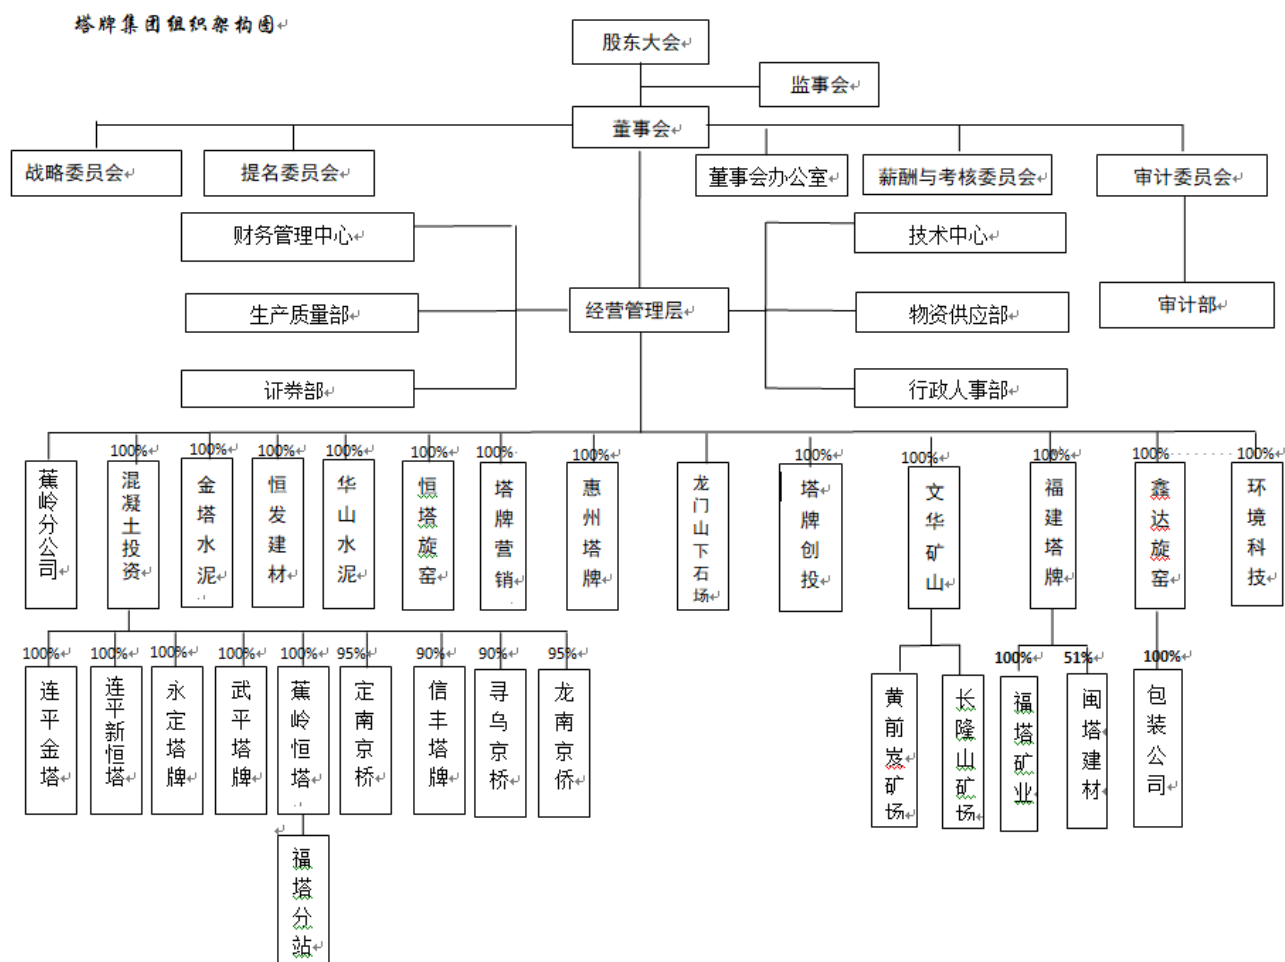 塔牌集团组织架构图
股东大会
监事会
董事会
战略委员会
提名委员会
董事会办公室
薪酬与考核委员会
审计委员会
财务管理中心
技术中心
生产质量部
经营管理层
物资供应部
审计部
证券部
行政人事部
100%
100%
100%
100%
100%
100%
100%
100%
100%
100%
100%
100%
蕉岭分公司
混凝土投资
金塔水泥
恒发建材
华山水泥
恒塔旋窑
塔牌营销
惠州塔牌
龙门山下石场
塔牌创投
文华矿山
福建塔牌
鑫达旋窑
环境科技
100%
100%
100%
100%
100%
95%
90%
90%
95%
100%
51%
100%
连平金塔
连平新恒塔
永定塔牌
武平塔牌
蕉岭恒塔
定南京桥
信丰塔牌
寻乌京桥
龙南京侨
黄前岌矿场
长隆山矿场
福塔矿业
闽塔建材
包装公司
福塔分站